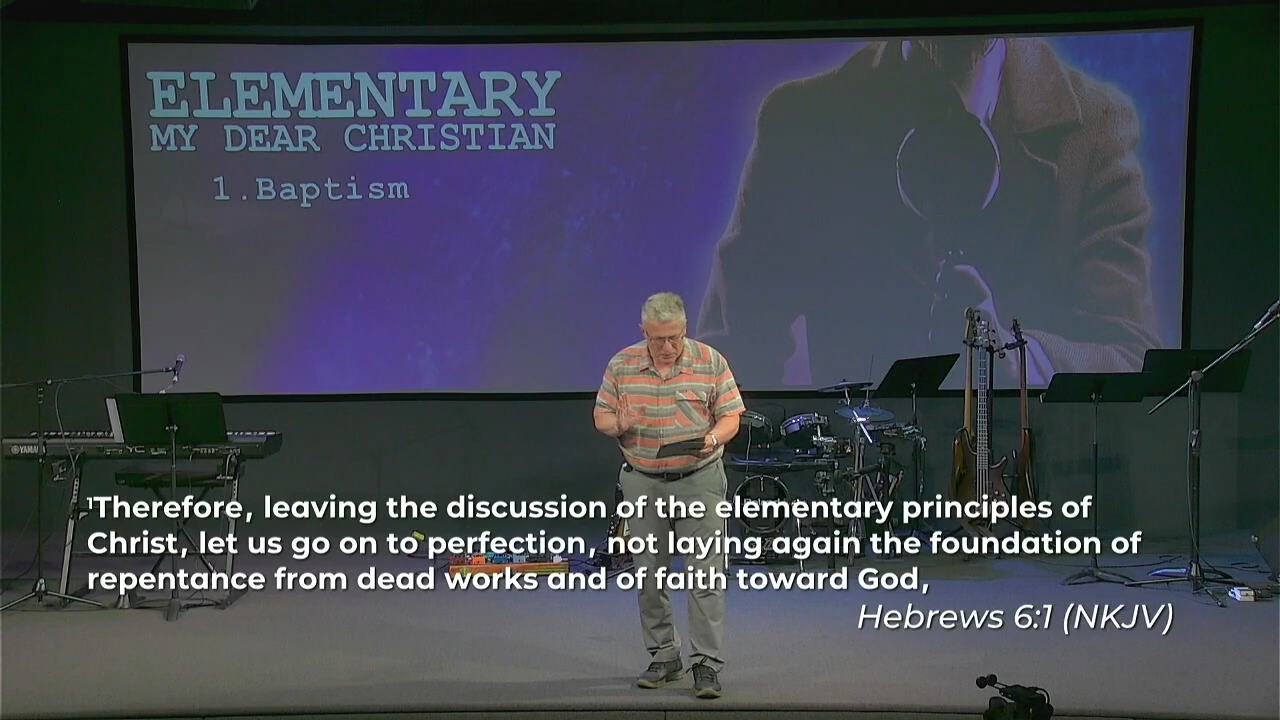 ELEMENTARY
MY DEAR CHRISTIAN
1.Baptism
YAMAHA
¹Therefore, leaving the discussion of the elementary principles of
Christ, let us go on to perfection, not laying again the foundation of
repentance from dead works and of faith toward God,
Hebrews 6:1 (NKJV)